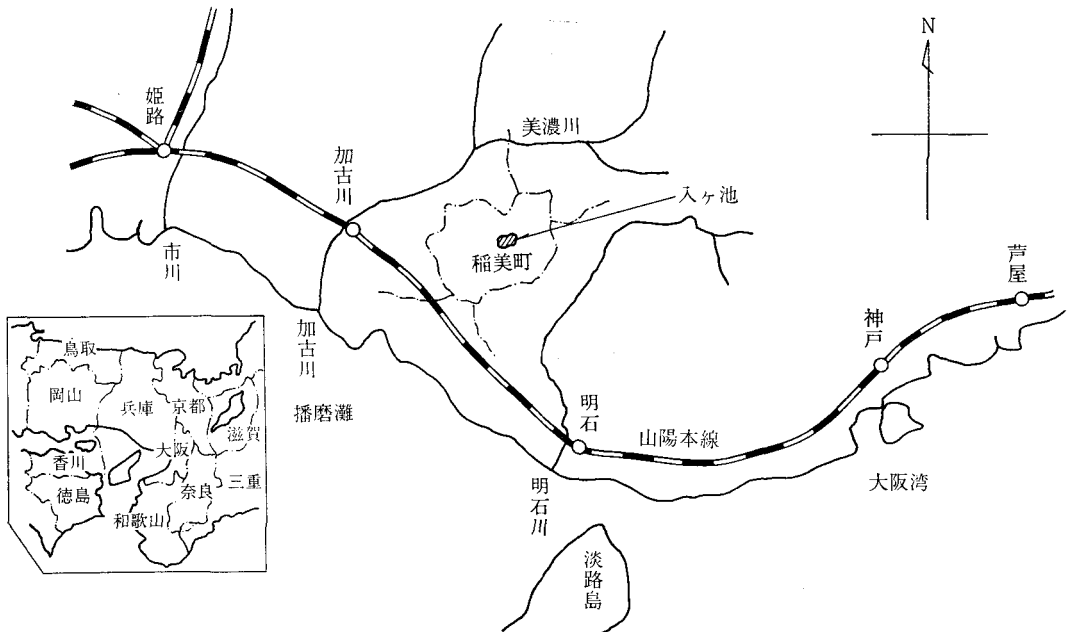 N
姫路
美濃川
加古川
入ヶ池
稲美町
市川
芦屋
神戸
加古川
播磨灘
明石
山陽本線
大阪湾
明石川
淡路島
鳥取
岡山
兵庫
京都
滋賀
大阪
香川
三重
徳島
奈良
和歌山